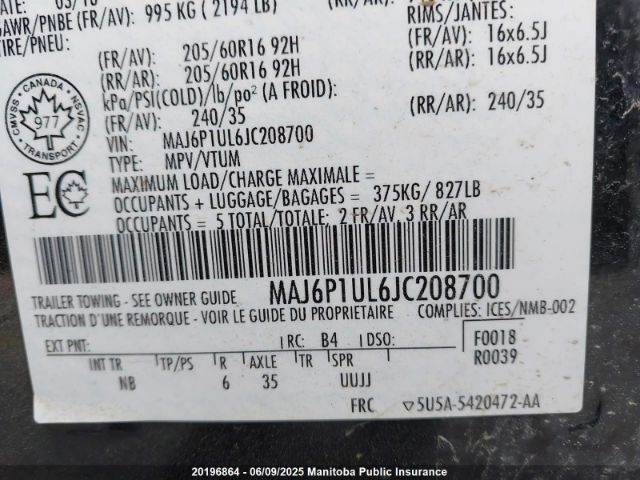 DATE: 03/18
GAWR/PNBE (FR/AV): 995 KG ( 2194 LB) (RR/AR):
TIRE/PNEU: RIMS/JANTES:
(FR/AV): 205/60R16 92H (FR/AV): 16x6.5J
(RR/AR): 205/60R16 92H (RR/AR): 16x6.5J
kPa/PSI(COLD)/lb/po² (A FROID):
(FR/AV): 240/35 (RR/AR): 240/35
VIN: MAJ6P1UL6JC208700
TYPE: MPV/VTUM
MAXIMUM LOAD/CHARGE MAXIMALE =
OCCUPANTS + LUGGAGE/BAGAGES = 375KG/ 827LB
OCCUPANTS = 5 TOTAL/TOTALE: 2 FR/AV, 3 RR/AR
CANADA
CMVSS NSVAC
977
TRANSPORT
EC
MAJ6P1UL6JC208700
TRAILER TOWING - SEE OWNER GUIDE
TRACTION D'UNE REMORQUE - VOIR LE GUIDE DU PROPRIETAIRE COMPLIES: ICES/NMB-002
EXT PNT: RC: B4 DSO: F0018
R0039
INT TR TP/PS R AXLE TR SPR
NB 6 35 UUJJ
FRC ▽5U5A-5420472-AA
20196864 - 06/09/2025 Manitoba Public Insurance